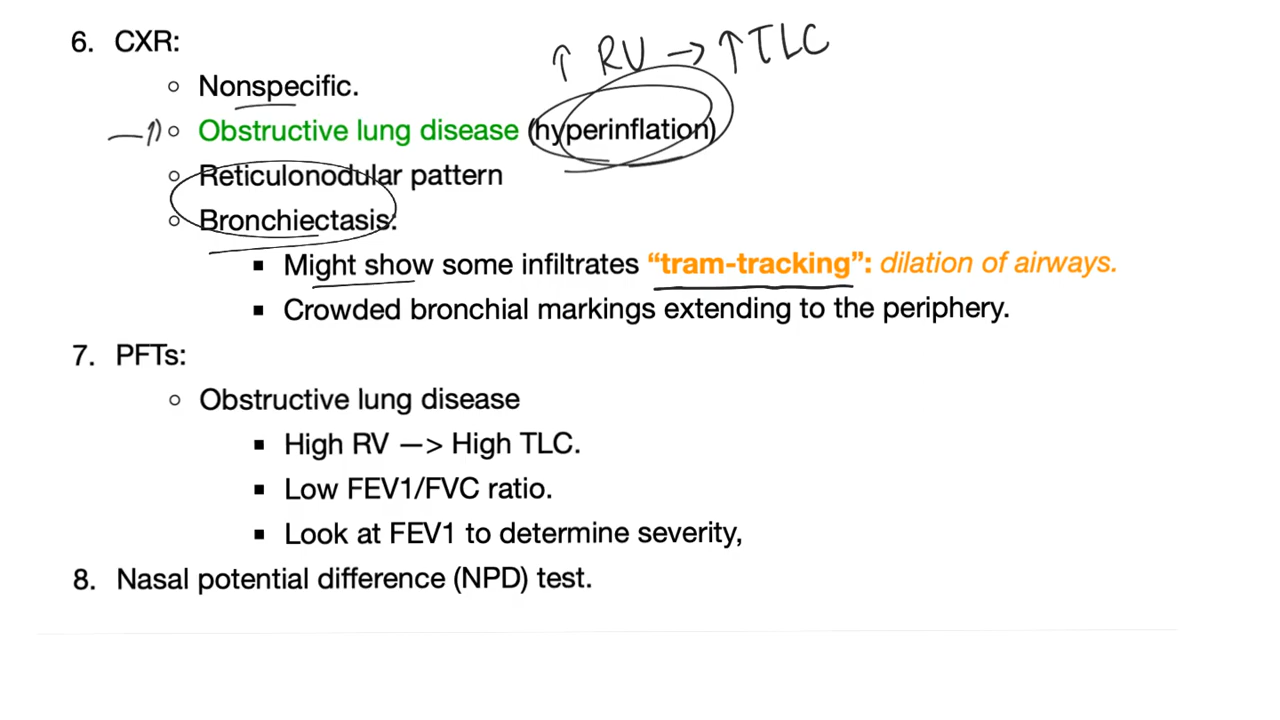 ↑ RV → ↑ TLC
6. CXR:
○ Nonspecific.
○ Obstructive lung disease (hyperinflation)
○ Reticulonodular pattern
○ Bronchiectasis.
▪ Might show some infiltrates “tram-tracking”: dilation of airways.
▪ Crowded bronchial markings extending to the periphery.
7. PFTs:
○ Obstructive lung disease
▪ High RV —> High TLC.
▪ Low FEV1/FVC ratio.
▪ Look at FEV1 to determine severity,
8. Nasal potential difference (NPD) test.